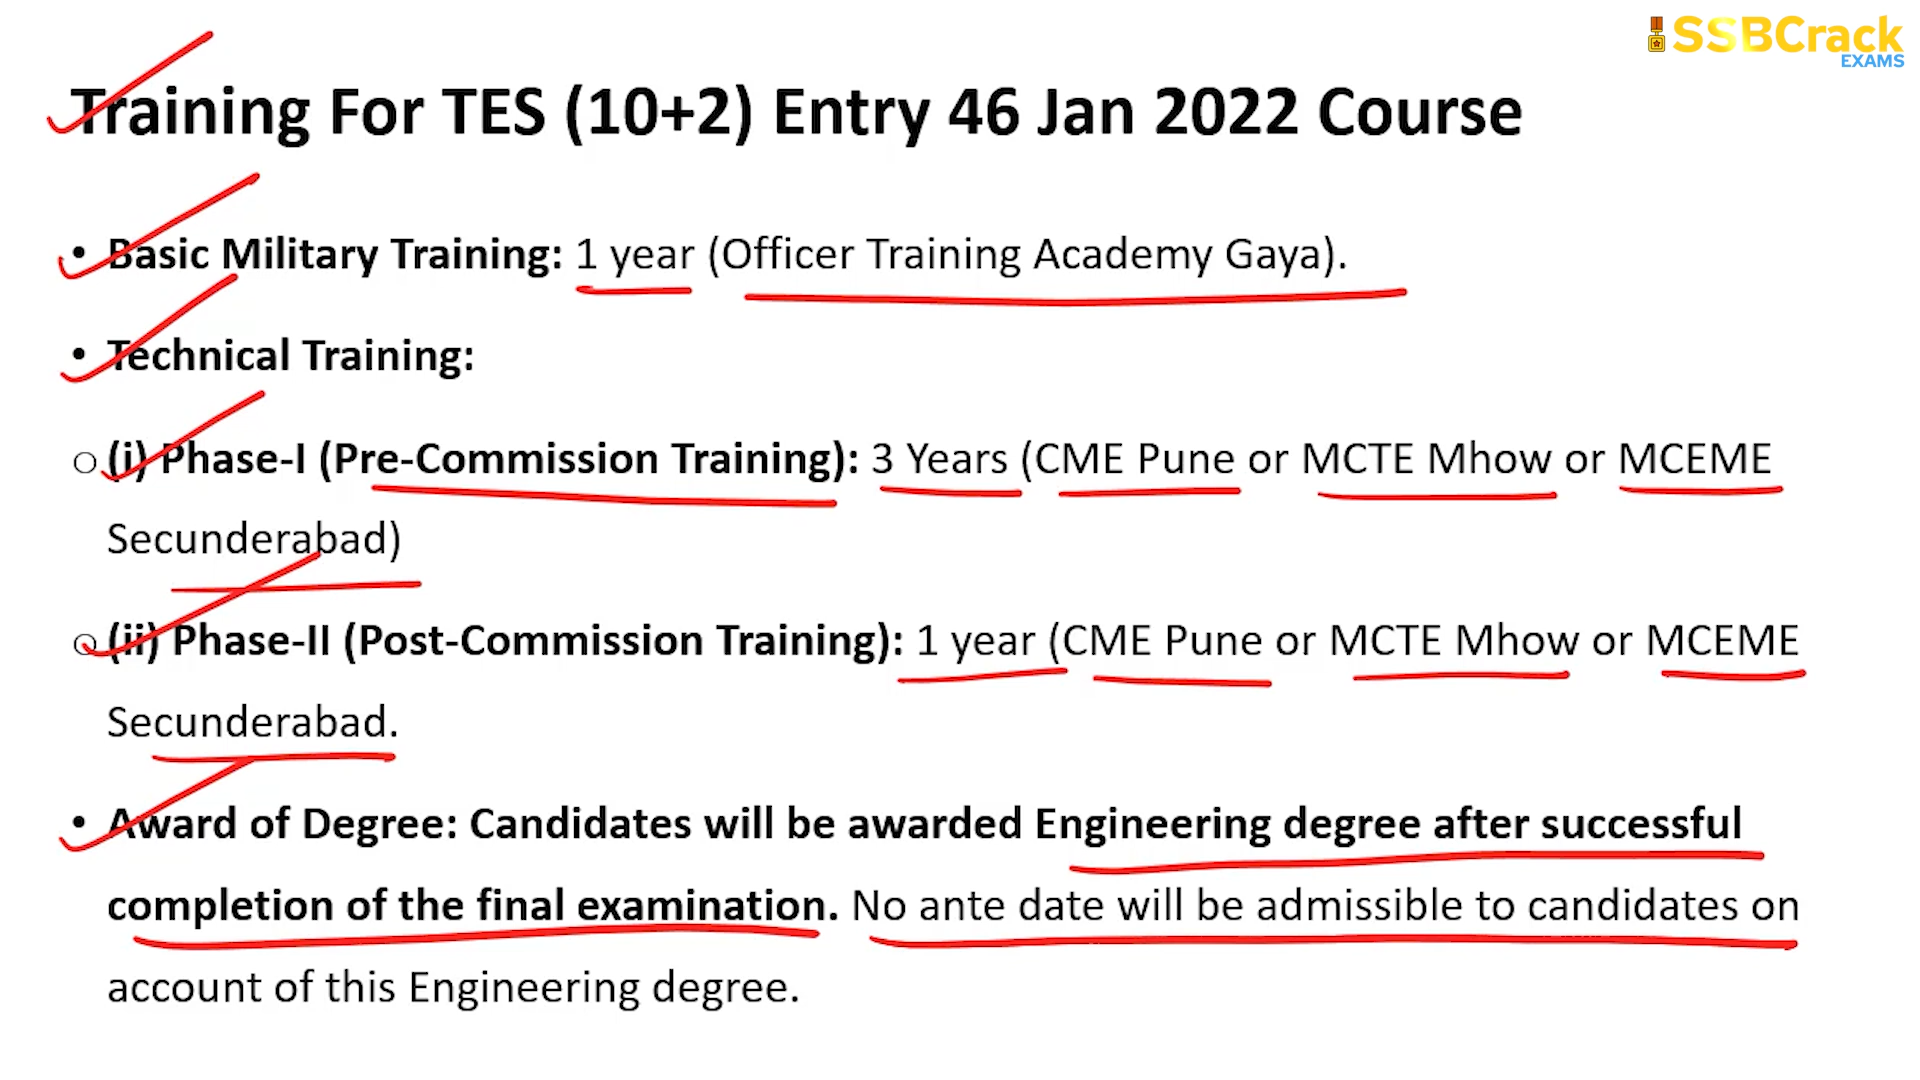 SSBCrack
EXAMS
Training For TES (10+2) Entry 46 Jan 2022 Course
• Basic Military Training: 1 year (Officer Training Academy Gaya).
• Technical Training:
○ (i) Phase-I (Pre-Commission Training): 3 Years (CME Pune or MCTE Mhow or MCEME
Secunderabad)
○ (ii) Phase-II (Post-Commission Training): 1 year (CME Pune or MCTE Mhow or MCEME
Secunderabad.
• Award of Degree: Candidates will be awarded Engineering degree after successful
completion of the final examination. No ante date will be admissible to candidates on
account of this Engineering degree.